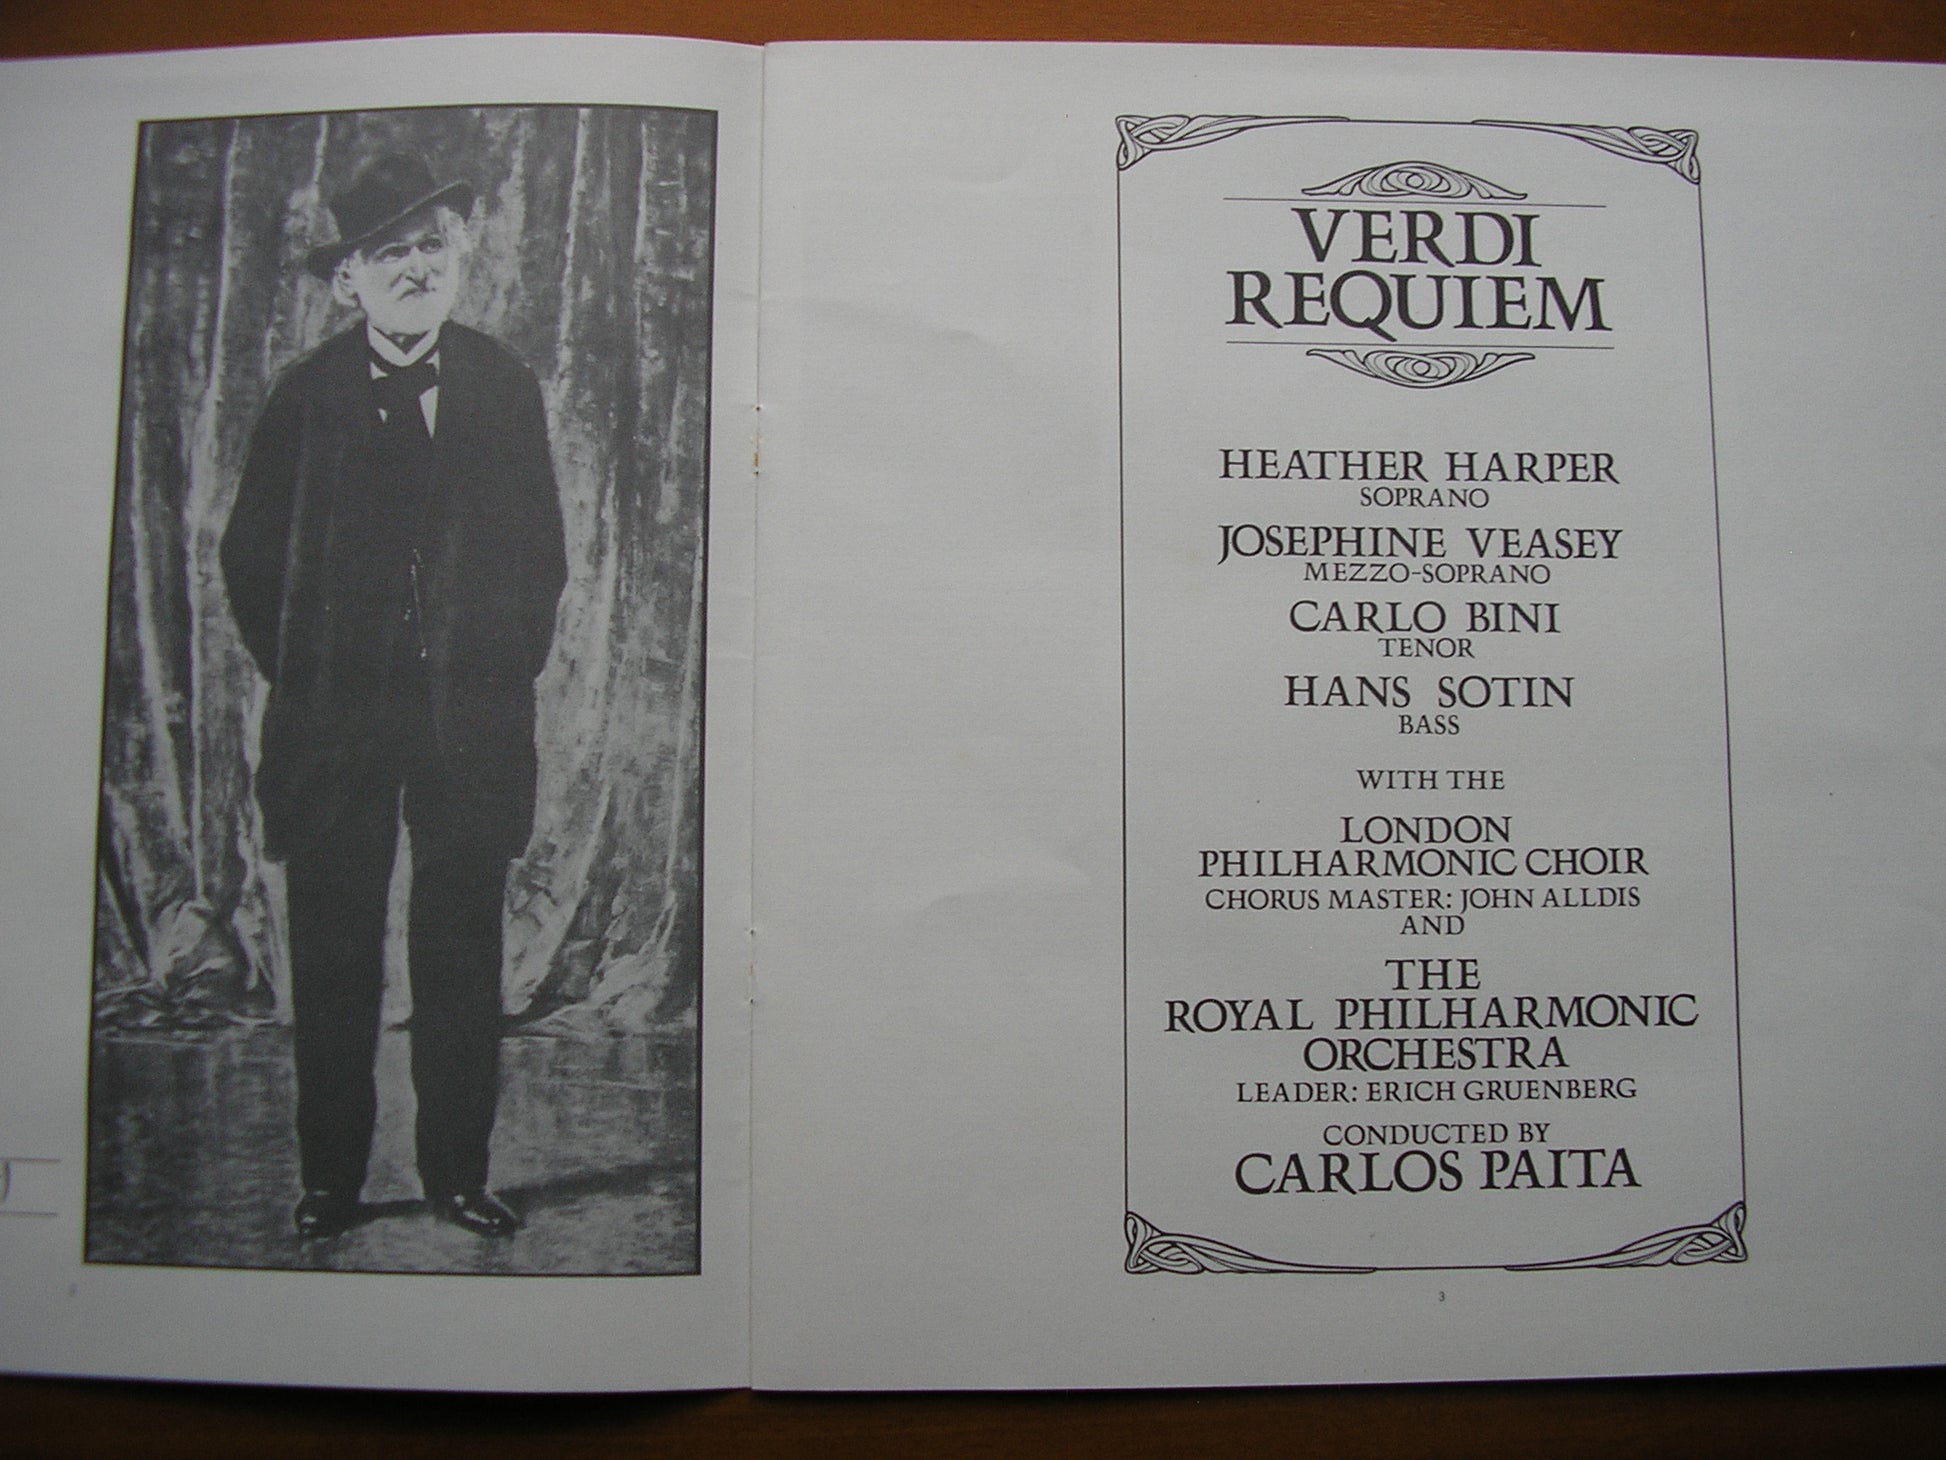 VERDI
REQUIEM
HEATHER HARPER
SOPRANO
JOSEPHINE VEASEY
MEZZO-SOPRANO
CARLO BINI
TENOR
HANS SOTIN
BASS
WITH THE
LONDON
PHILHARMONIC CHOIR
CHORUS MASTER: JOHN ALLDIS
AND
THE
ROYAL PHILHARMONIC
ORCHESTRA
LEADER: ERICH GRUENBERG
CONDUCTED BY
CARLOS PAITA
3